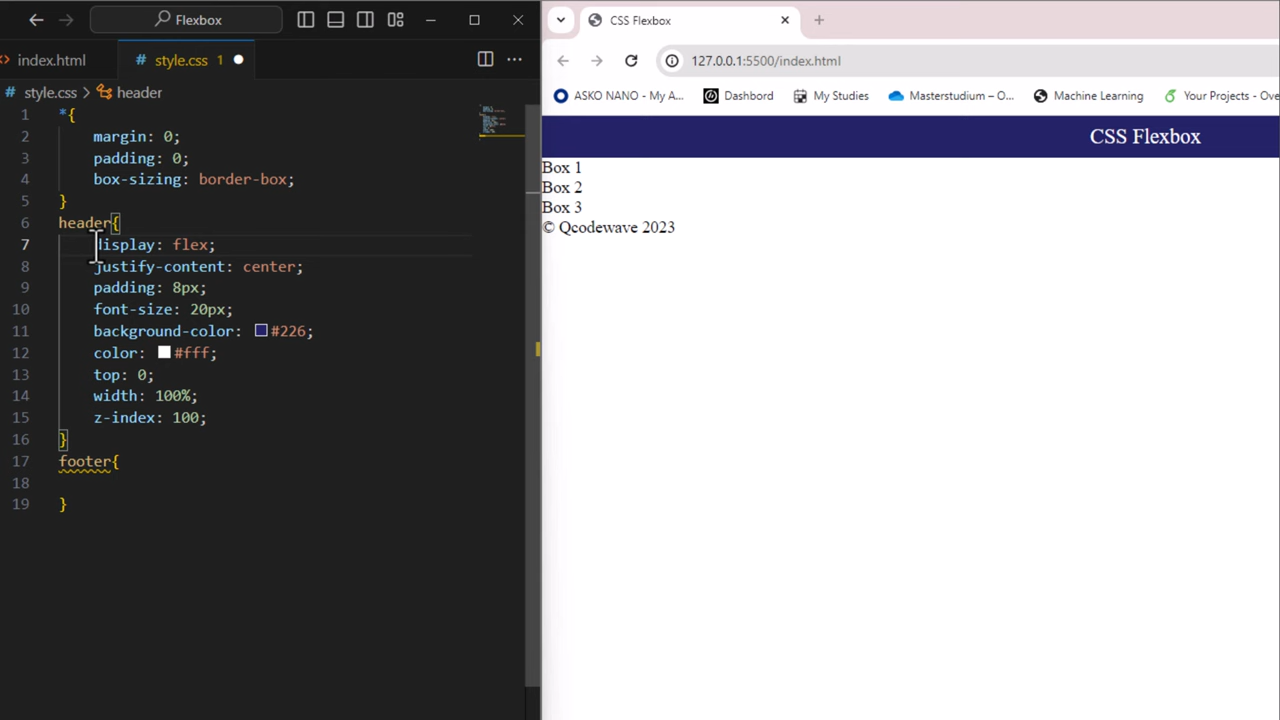 Flexbox
index.html
style.css 1
style.css > header
1 *{
2 margin: 0;
3 padding: 0;
4 box-sizing: border-box;
5 }
6 header{
7 display: flex;
8 justify-content: center;
9 padding: 8px;
10 font-size: 20px;
11 background-color: #226;
12 color: #fff;
13 top: 0;
14 width: 100%;
15 z-index: 100;
16 }
17 footer{
18
19 }
CSS Flexbox
127.0.0.1:5500/index.html
ASKO NANO - My A... Dashbord My Studies Masterstudium – O... Machine Learning Your Projects - Ove
CSS Flexbox
Box 1
Box 2
Box 3
© Qcodewave 2023